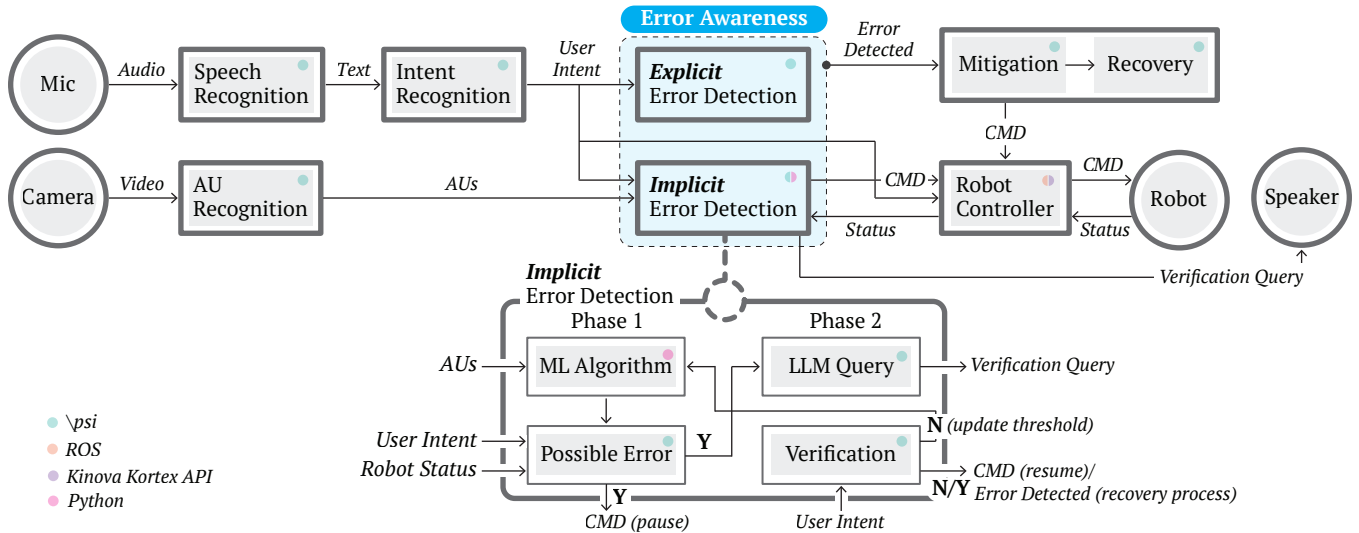 Error Awareness
Mic
Audio
Speech
Recognition
Text
Intent
Recognition
User
Intent
Explicit
Error Detection
Error
Detected
Mitigation
Recovery
CMD
Camera
Video
AU
Recognition
AUs
Implicit
Error Detection
CMD
Status
Robot
Controller
CMD
Status
Robot
Speaker
Verification Query
Implicit
Error Detection
Phase 1
Phase 2
AUs
ML Algorithm
LLM Query
Verification Query
N (update threshold)
User Intent
Robot Status
Possible Error
Y
Verification
N/Y
CMD (resume)/
Error Detected (recovery process)
Y
CMD (pause)
User Intent
\psi
ROS
Kinova Kortex API
Python